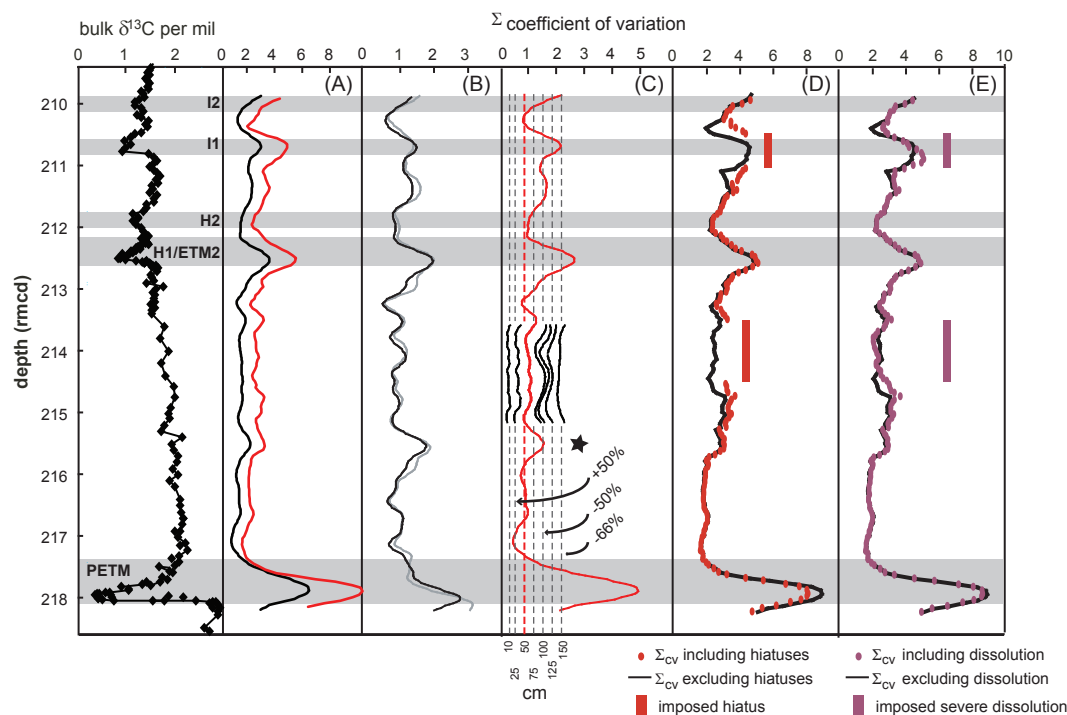 bulk δ¹³C per mil
Σ coefficient of variation
0 1 2
0 2 4 6 8 10
0 1 2 3
0 1 2 3 4 5
0 2 4 6 8
0 2 4 6 8 10
(A)
(B)
(C)
(D)
(E)
depth (rmcd)
210
211
212
213
214
215
216
217
218
I2
I1
H2
H1/ETM2
PETM
+50%
-50%
-66%
10
25
50
75
100
125
150
cm
Σcv including hiatuses
Σcv excluding hiatuses
imposed hiatus
Σcv including dissolution
Σcv excluding dissolution
imposed severe dissolution